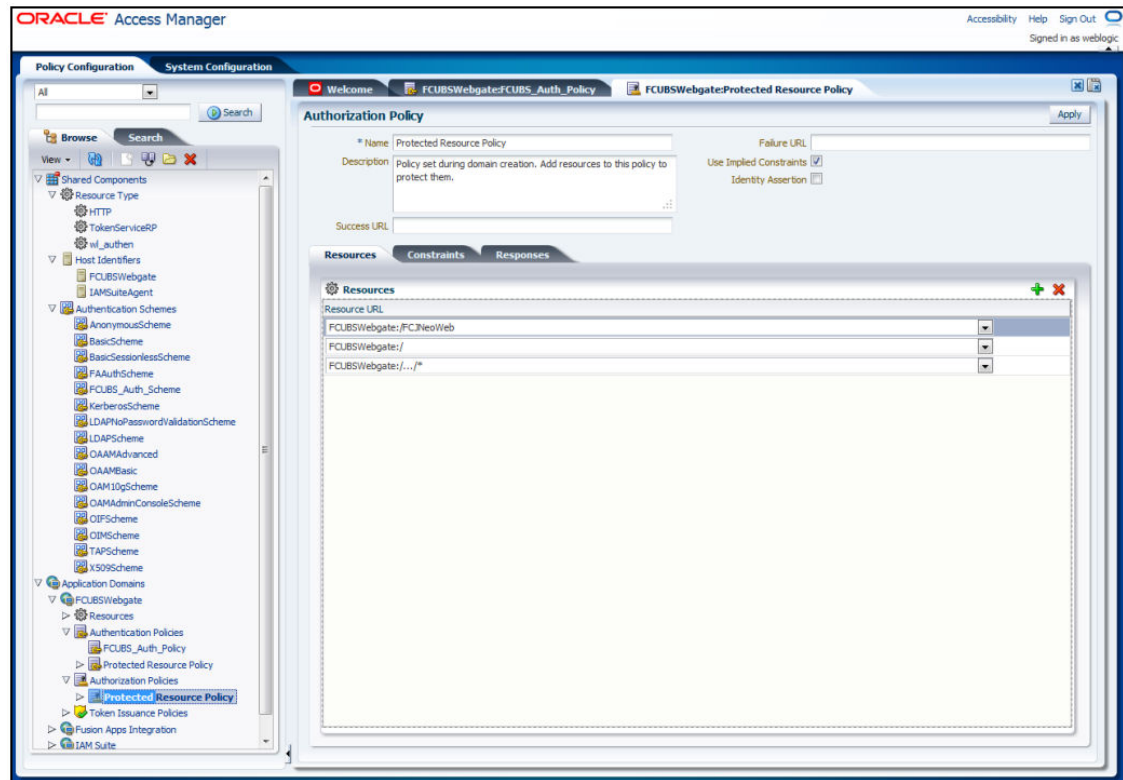 ORACLE Access Manager
Accessibility Help Sign Out
Signed in as weblogic
Policy Configuration System Configuration
All
Search
Browse Search
View
Shared Components
Resource Type
HTTP
TokenServiceRP
wl_authen
Host Identifiers
FCUBSWebgate
IAMSuiteAgent
Authentication Schemes
AnonymousScheme
BasicScheme
BasicSessionlessScheme
FAAuthScheme
FCUBS_Auth_Scheme
KerberosScheme
LDAPNoPasswordValidationScheme
LDAPScheme
OAAMAdvanced
OAAMBasic
OAM10gScheme
OAMAdminConsoleScheme
OIFScheme
OIMScheme
TAPScheme
X509Scheme
Application Domains
FCUBSWebgate
Resources
Authentication Policies
FCUBS_Auth_Policy
Protected Resource Policy
Authorization Policies
Protected Resource Policy
Token Issuance Policies
Fusion Apps Integration
IAM Suite
Welcome FCUBSWebgate:FCUBS_Auth_Policy FCUBSWebgate:Protected Resource Policy
Authorization Policy Apply
* Name Protected Resource Policy
Description Policy set during domain creation. Add resources to this policy to
protect them.
Success URL
Failure URL
Use Implied Constraints
Identity Assertion
Resources Constraints Responses
Resources
Resource URL
FCUBSWebgate:/FCJNeoWeb
FCUBSWebgate:/
FCUBSWebgate:/.../*